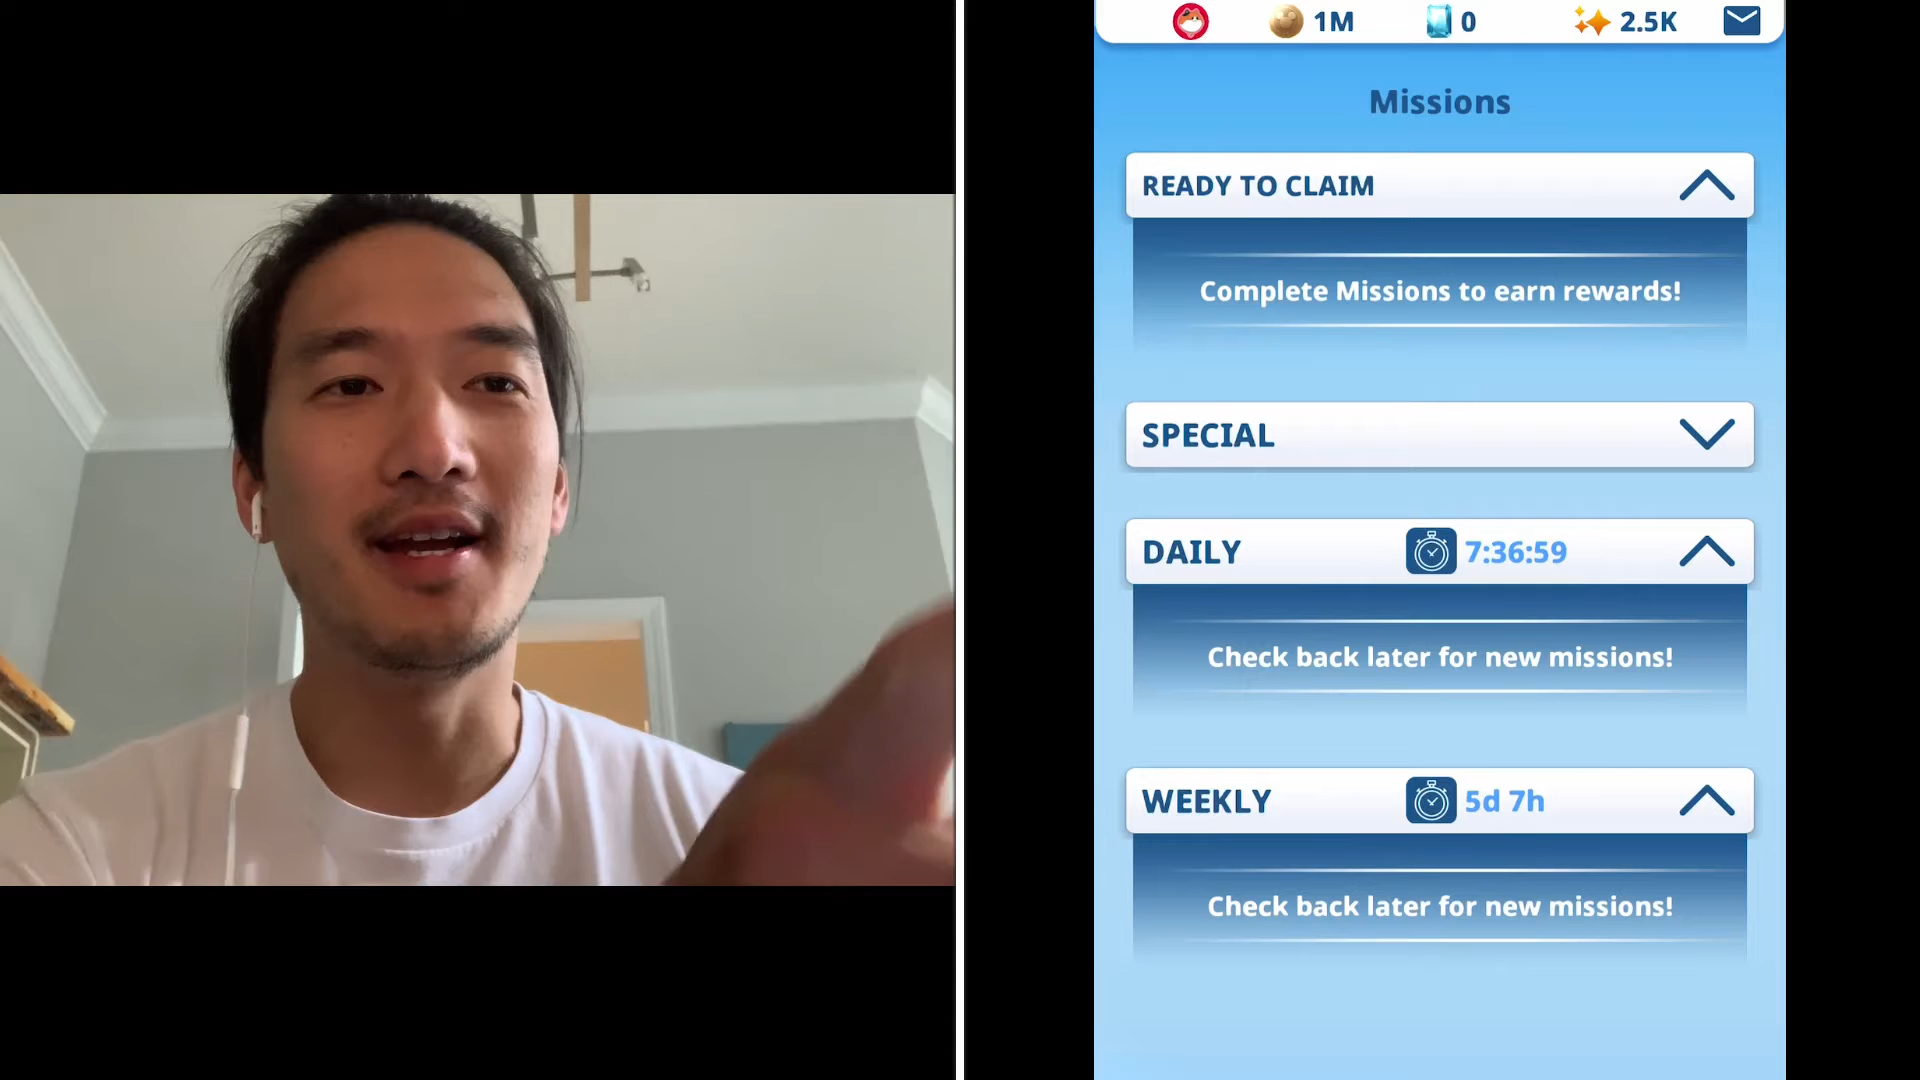 1M
0
2.5K
Missions
READY TO CLAIM
Complete Missions to earn rewards!
SPECIAL
DAILY
7:36:59
Check back later for new missions!
WEEKLY
5d 7h
Check back later for new missions!